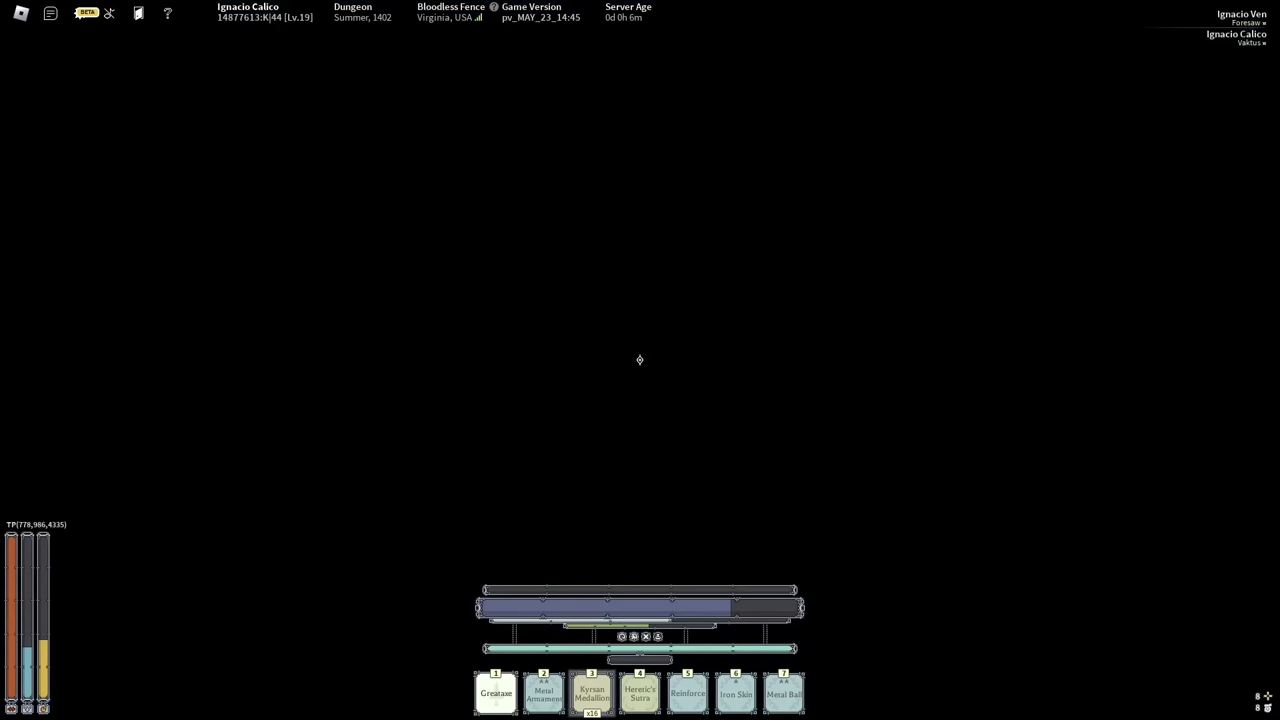 BETA
Ignacio Calico
14877613:K|44 [Lv.19]
Dungeon
Summer, 1402
Bloodless Fence
Virginia, USA
Game Version
pv_MAY_23_14:45
Server Age
0d 0h 6m
Ignacio Ven
Foresaw
Ignacio Calico
Vaktus
TP(778,986,4335)
1
Greataxe
2
Metal
Armament
3
Kyrsan
Medallion
x16
4
Heretic's
Sutra
5
Reinforce
6
Iron Skin
7
Metal Ball
8
8